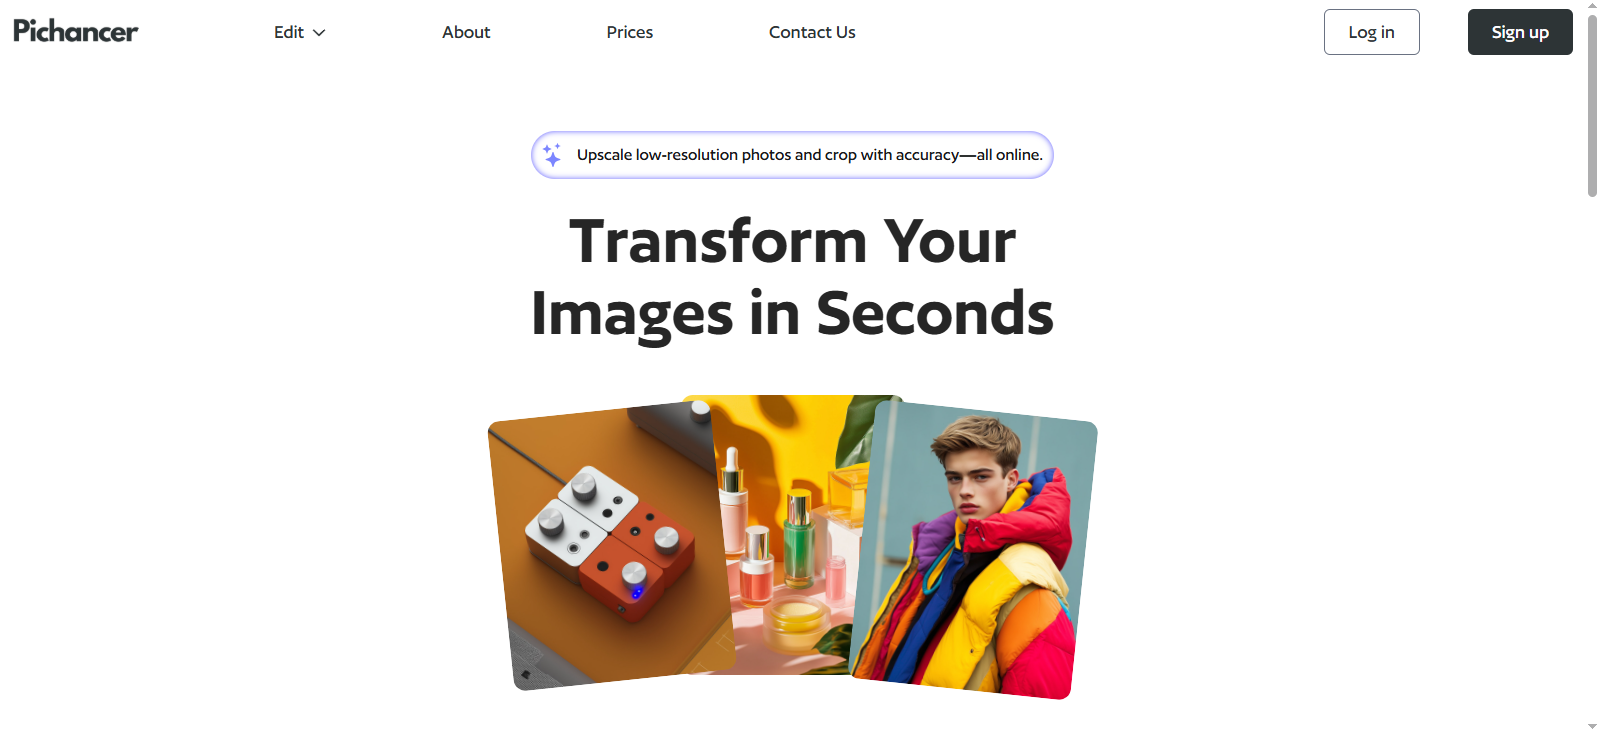 Pichancer
Edit
About
Prices
Contact Us
Log in
Sign up
Upscale low-resolution photos and crop with accuracy—all online.
Transform Your
Images in Seconds